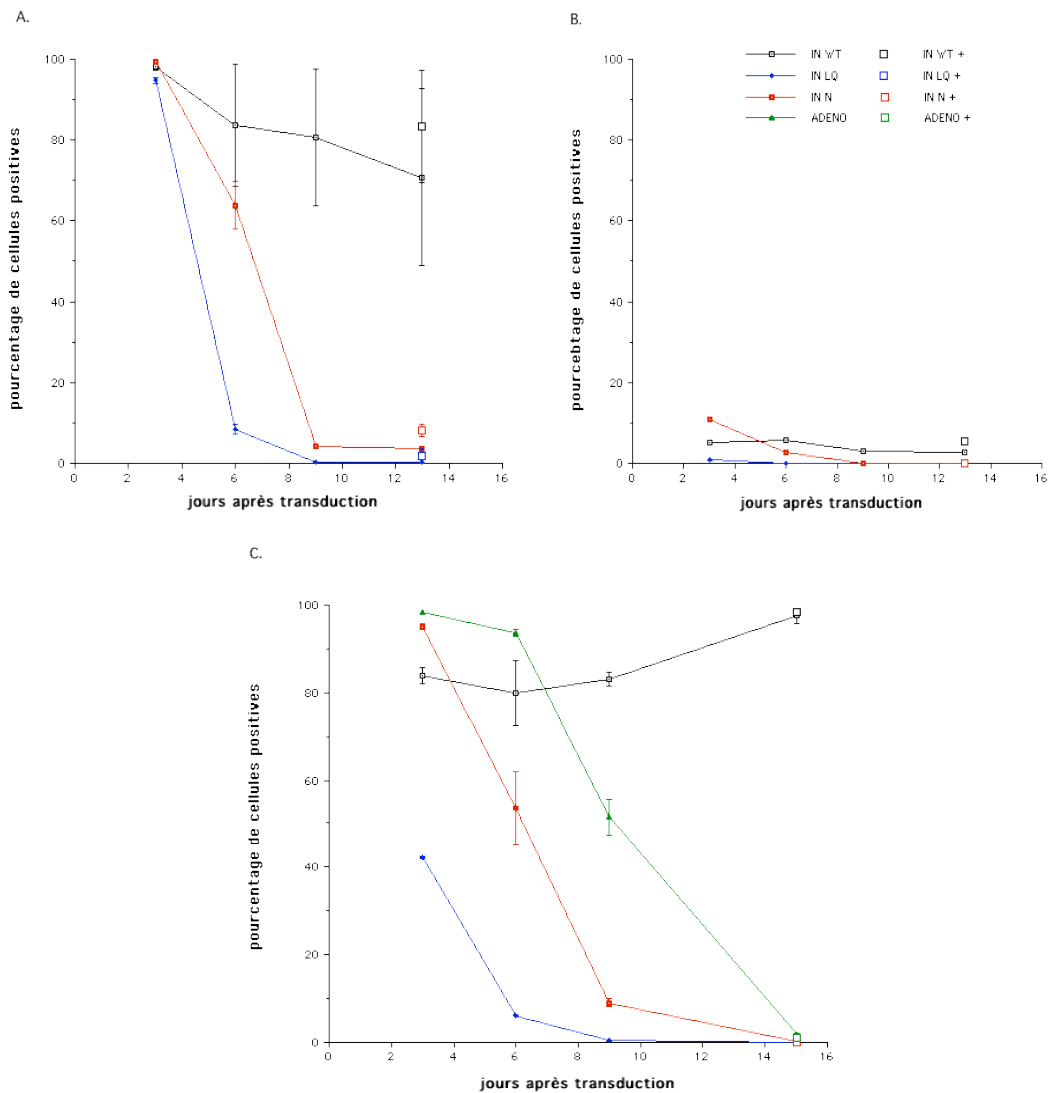 A.
100
80
60
40
20
0
pourcentage de cellules positives
0 2 4 6 8 10 12 14 16
jours après transduction
B.
IN WT IN WT +
IN LQ IN LQ +
IN N IN N +
ADENO ADENO +
100
80
60
40
20
0
pourcebtage de cellules positives
0 2 4 6 8 10 12 14 16
jours après transduction
C.
100
80
60
40
20
0
pourcentage de cellules positives
0 2 4 6 8 10 12 14 16
jours après transduction